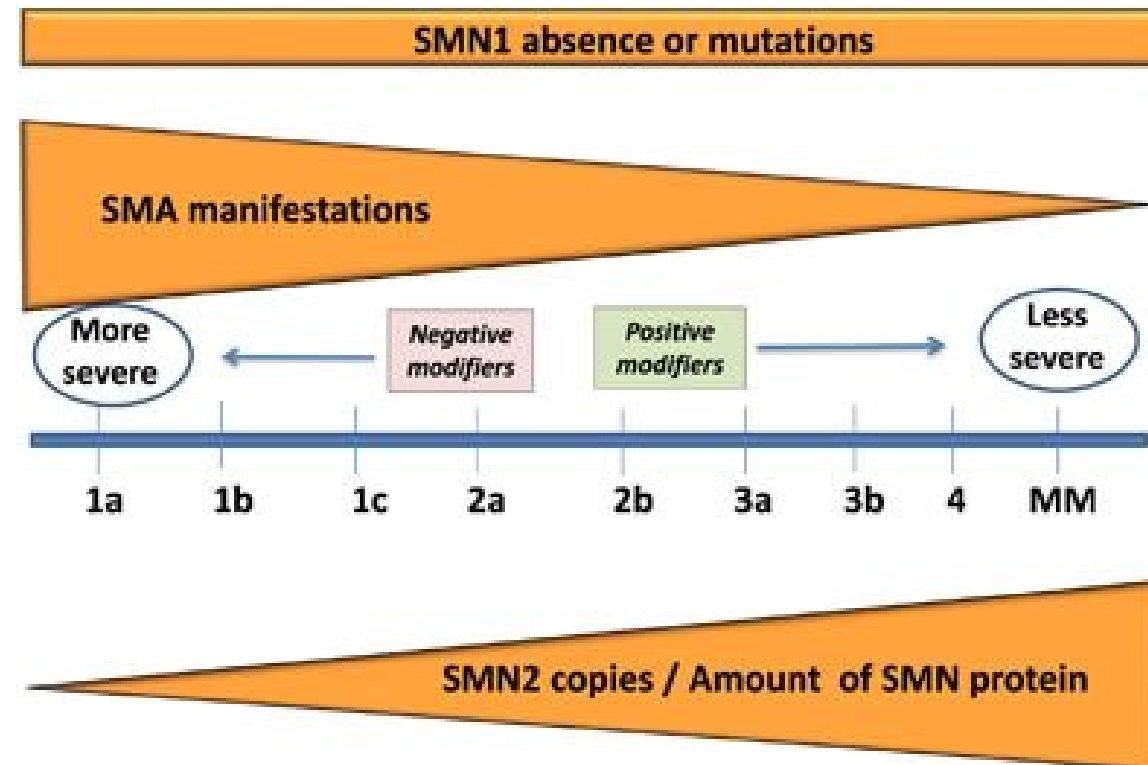 SMN1 absence or mutations
SMA manifestations
More
severe
Negative
modifiers
Positive
modifiers
Less
severe
1a 1b 1c 2a 2b 3a 3b 4 MM
SMN2 copies / Amount of SMN protein